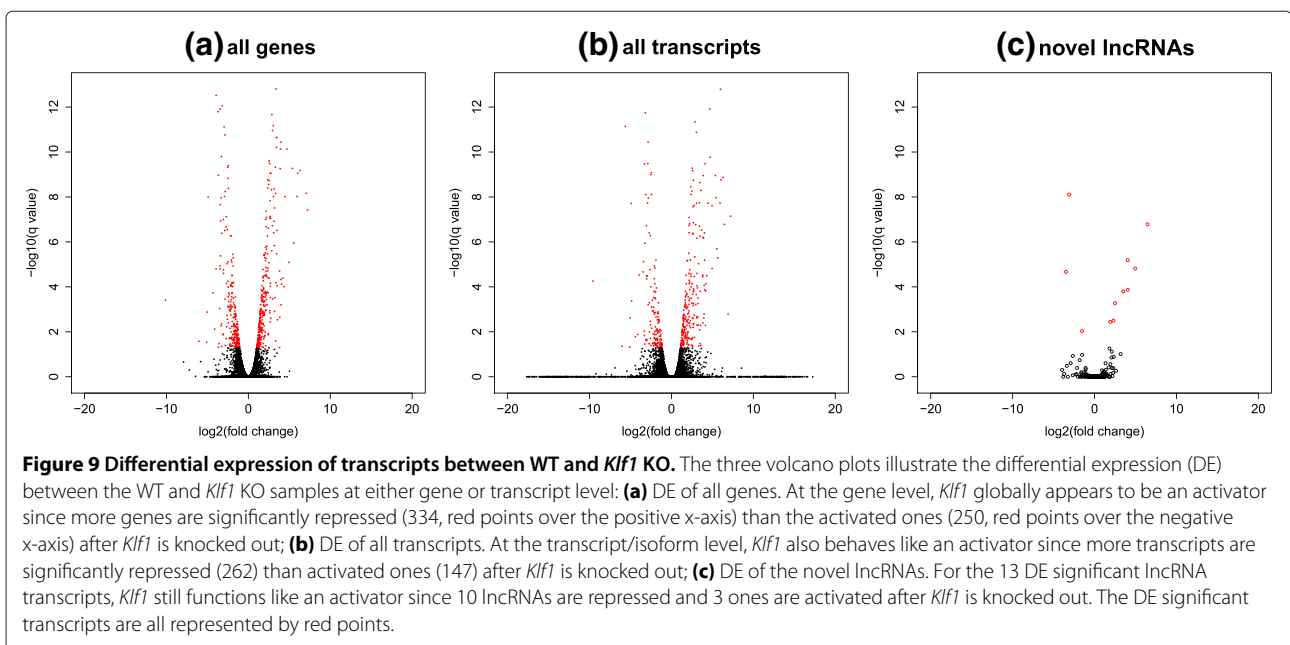 (a) all genes
(b) all transcripts
(c) novel lncRNAs
−log10(q value)
12
10
8
6
4
2
0
−20
−10
0
10
20
log2(fold change)
−log10(q value)
12
10
8
6
4
2
0
−20
−10
0
10
20
log2(fold change)
−log10(q value)
12
10
8
6
4
2
0
−20
−10
0
10
20
log2(fold change)
Figure 9 Differential expression of transcripts between WT and Klf1 KO. The three volcano plots illustrate the differential expression (DE)
between the WT and Klf1 KO samples at either gene or transcript level: (a) DE of all genes. At the gene level, Klf1 globally appears to be an activator
since more genes are significantly repressed (334, red points over the positive x-axis) than the activated ones (250, red points over the negative
x-axis) after Klf1 is knocked out; (b) DE of all transcripts. At the transcript/isoform level, Klf1 also behaves like an activator since more transcripts are
significantly repressed (262) than activated ones (147) after Klf1 is knocked out; (c) DE of the novel lncRNAs. For the 13 DE significant lncRNA
transcripts, Klf1 still functions like an activator since 10 lncRNAs are repressed and 3 ones are activated after Klf1 is knocked out. The DE significant
transcripts are all represented by red points.